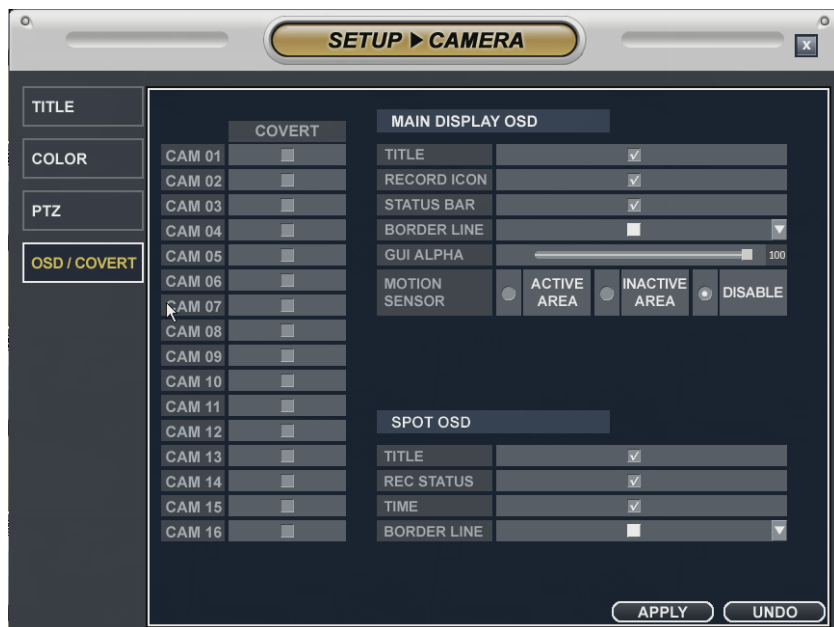 SETUP ▶ CAMERA
X
TITLE
COLOR
PTZ
OSD / COVERT
COVERT
CAM 01
CAM 02
CAM 03
CAM 04
CAM 05
CAM 06
CAM 07
CAM 08
CAM 09
CAM 10
CAM 11
CAM 12
CAM 13
CAM 14
CAM 15
CAM 16
MAIN DISPLAY OSD
TITLE
RECORD ICON
STATUS BAR
BORDER LINE
GUI ALPHA 100
MOTION
SENSOR
ACTIVE
AREA
INACTIVE
AREA
DISABLE
SPOT OSD
TITLE
REC STATUS
TIME
BORDER LINE
APPLY UNDO